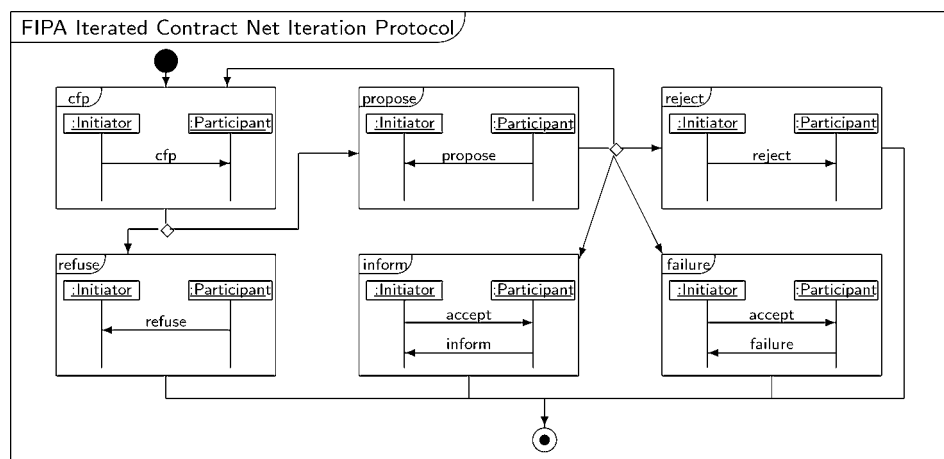 FIPA Iterated Contract Net Iteration Protocol
cfp
:Initiator :Participant
cfp
propose
:Initiator :Participant
propose
reject
:Initiator :Participant
reject
refuse
:Initiator :Participant
refuse
inform
:Initiator :Participant
accept
inform
failure
:Initiator :Participant
accept
failure